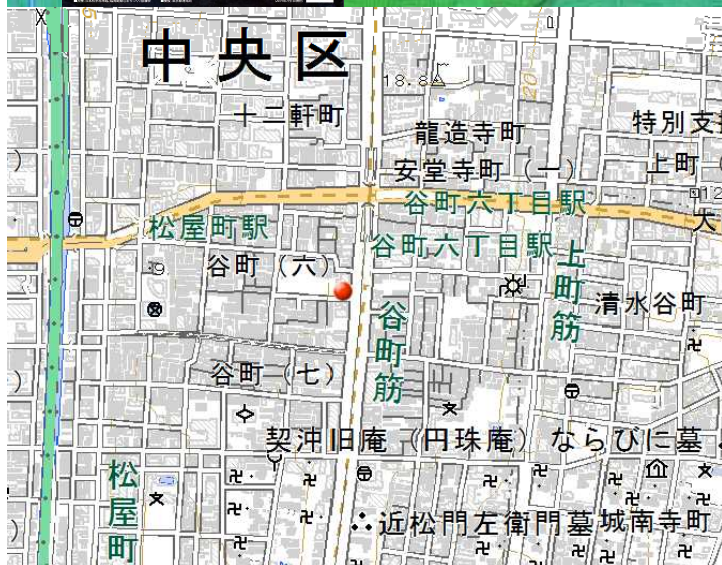 中央区
18.8
20
十二軒町
龍造寺町
特別支援
安堂寺町（一）
上町（
松屋町駅
谷町六丁目駅
大
谷町（六）
谷町六丁目駅
上町筋
清水谷町
谷町筋
谷町（七）
契沖旧庵（円珠庵）ならびに墓
松屋町
近松門左衛門墓
城南寺町